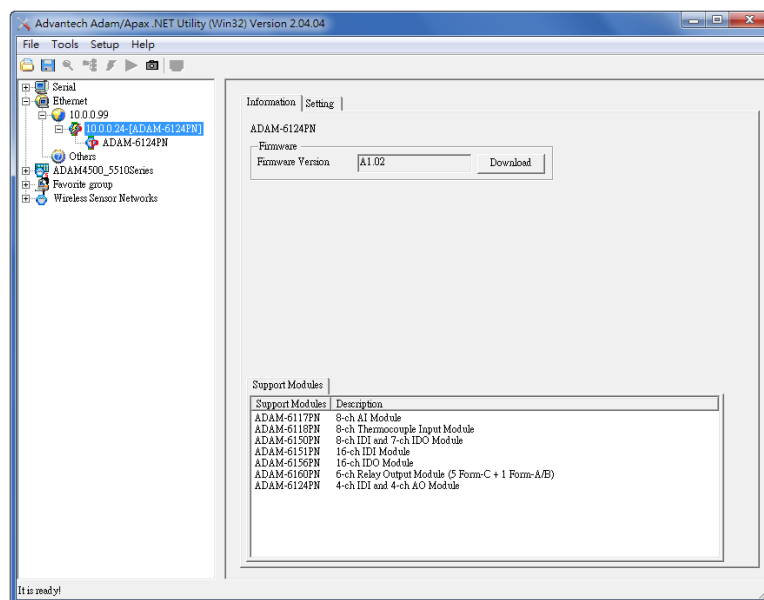 Advantech Adam/Apax .NET Utility (Win32) Version 2.04.04
File Tools Setup Help
Serial
Ethernet
10.0.0.99
10.0.0.24-[ADAM-6124PN]
ADAM-6124PN
Others
ADAM4500_5510Series
Favorite group
Wireless Sensor Networks
Information Setting
ADAM-6124PN
Firmware
Firmware Version A1.02 Download
Support Modules
Support Modules Description
ADAM-6117PN 8-ch AI Module
ADAM-6118PN 8-ch Thermocouple Input Module
ADAM-6150PN 8-ch IDI and 7-ch IDO Module
ADAM-6151PN 16-ch IDI Module
ADAM-6156PN 16-ch IDO Module
ADAM-6160PN 6-ch Relay Output Module (5 Form-C + 1 Form-A/B)
ADAM-6124PN 4-ch IDI and 4-ch AO Module
It is ready!